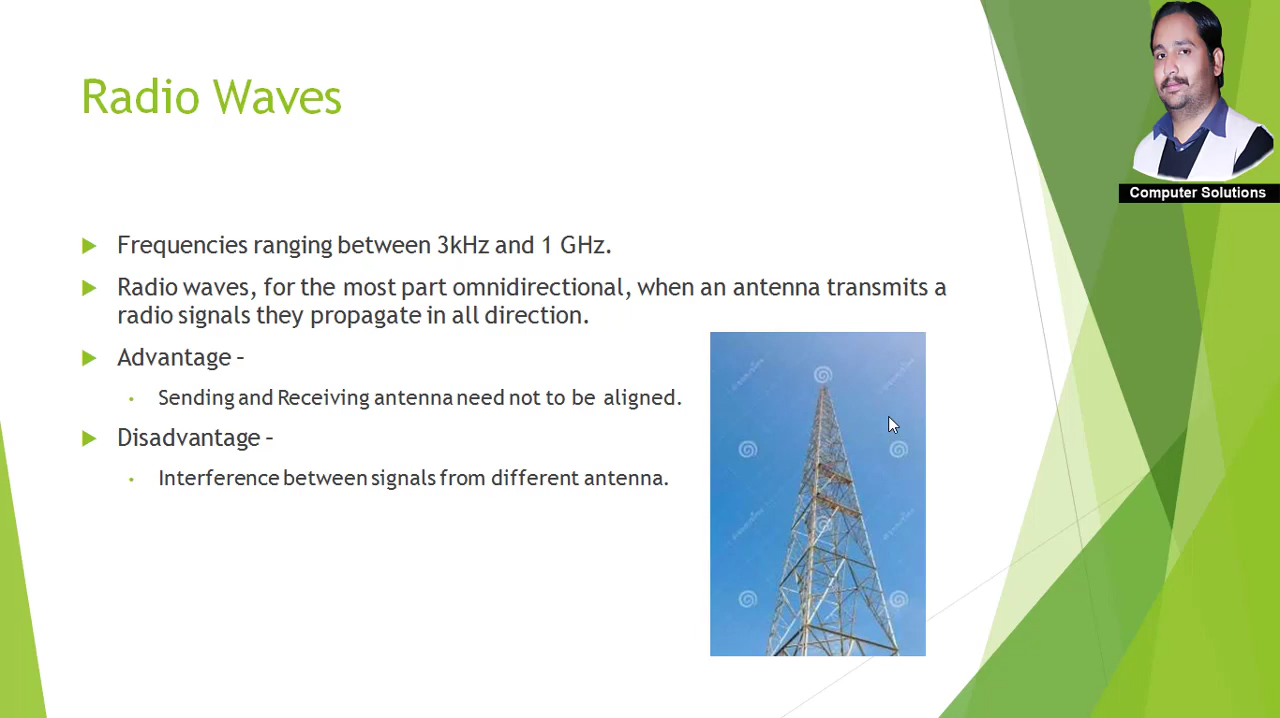 Radio Waves
Computer Solutions
Frequencies ranging between 3kHz and 1 GHz.
Radio waves, for the most part omnidirectional, when an antenna transmits a
radio signals they propagate in all direction.
Advantage –
Sending and Receiving antenna need not to be aligned.
Disadvantage –
Interference between signals from different antenna.